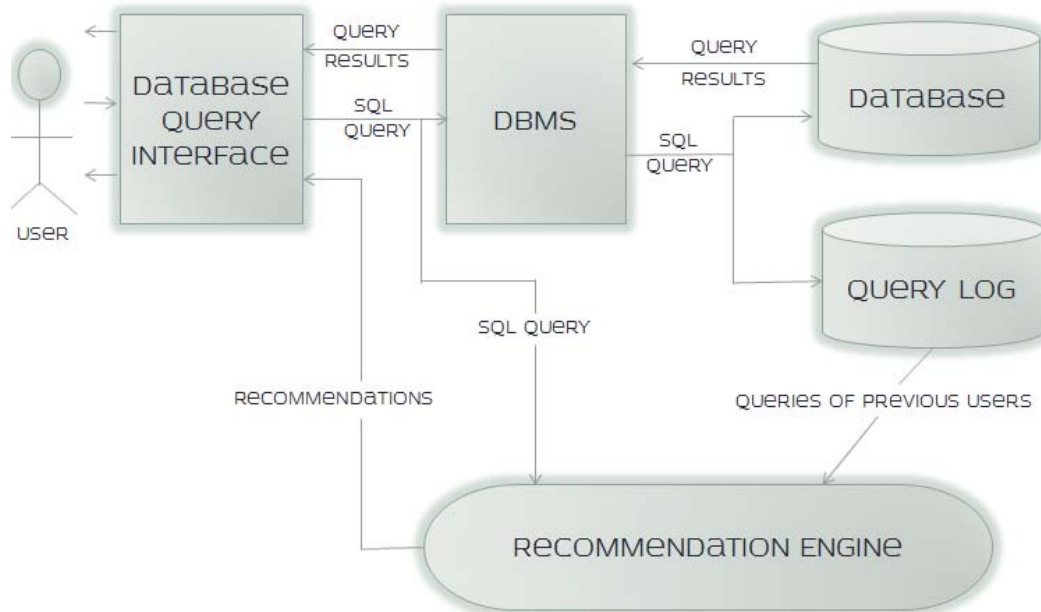 QUERY
RESULTS
DATABASE
QUERY
INTERFACE
SQL
QUERY
DBMS
QUERY
RESULTS
DATABASE
SQL
QUERY
USER
QUERY LOG
SQL QUERY
RECOMMENDATIONS
QUERIES OF PREVIOUS USERS
RECOMMENDATION ENGINE